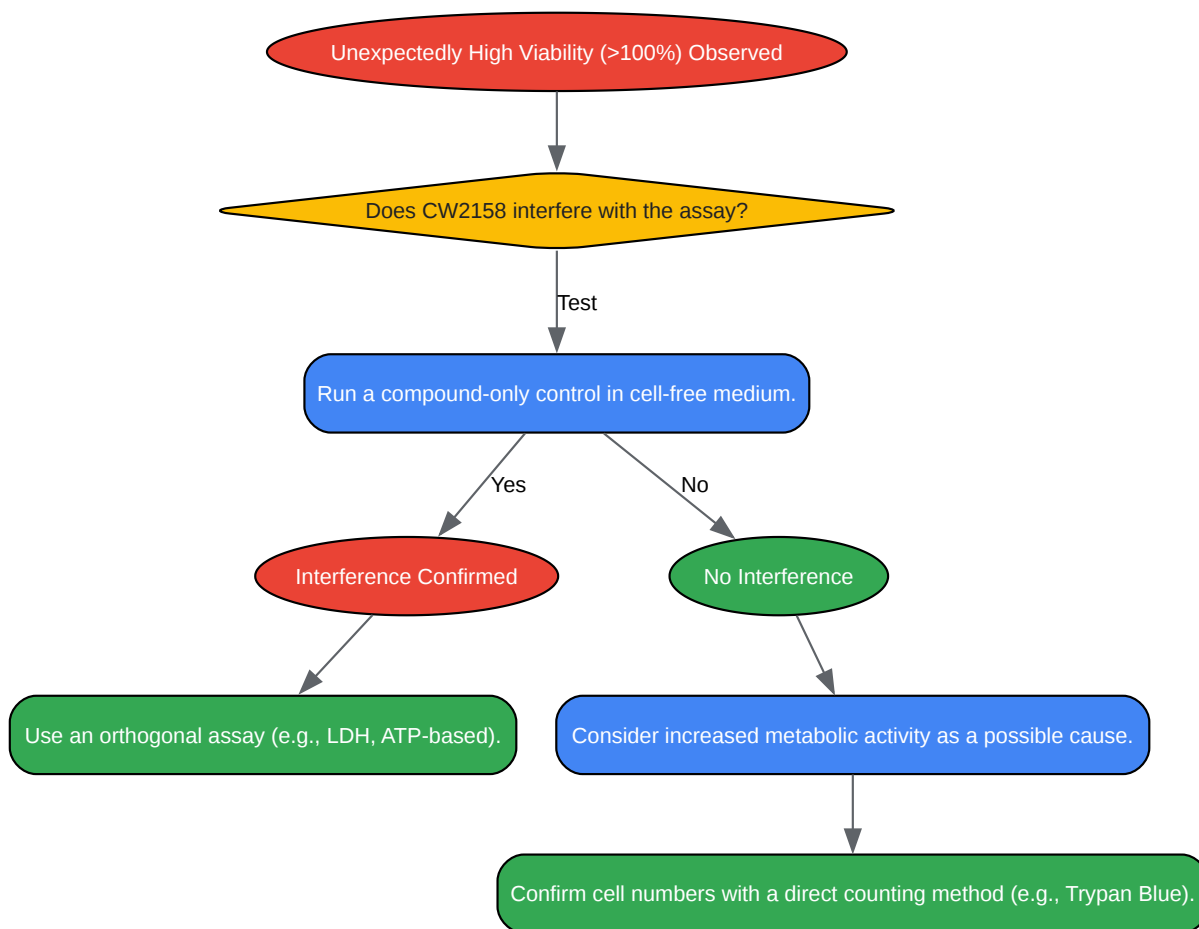 Unexpectedly High Viability (>100%) Observed
Does CW2158 interfere with the assay?
Test
Run a compound-only control in cell-free medium.
Yes
No
Interference Confirmed
No Interference
Use an orthogonal assay (e.g., LDH, ATP-based).
Consider increased metabolic activity as a possible cause.
Confirm cell numbers with a direct counting method (e.g., Trypan Blue).